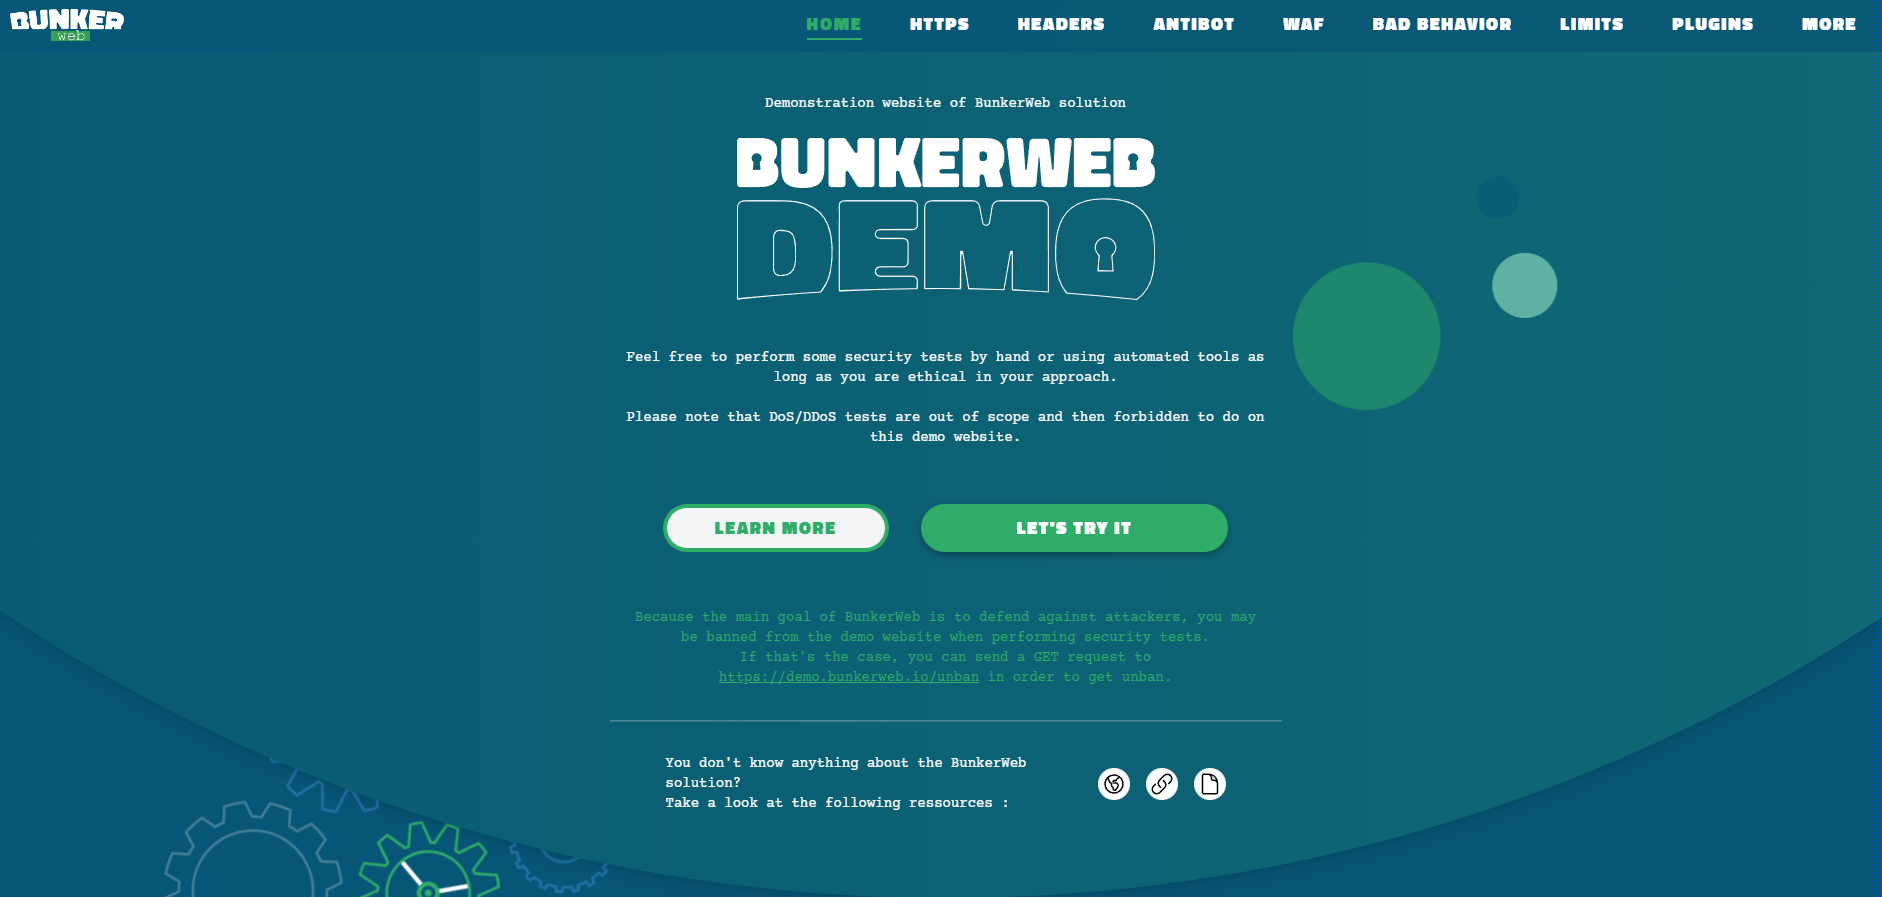 BUNKER
web
HOME HTTPS HEADERS ANTIBOT WAF BAD BEHAVIOR LIMITS PLUGINS MORE
Demonstration website of BunkerWeb solution
BUNKERWEB
DEMO
Feel free to perform some security tests by hand or using automated tools as
long as you are ethical in your approach.
Please note that DoS/DDoS tests are out of scope and then forbidden to do on
this demo website.
LEARN MORE LET'S TRY IT
Because the main goal of BunkerWeb is to defend against attackers, you may
be banned from the demo website when performing security tests.
If that's the case, you can send a GET request to
https://demo.bunkerweb.io/unban in order to get unban.
You don't know anything about the BunkerWeb
solution?
Take a look at the following ressources :